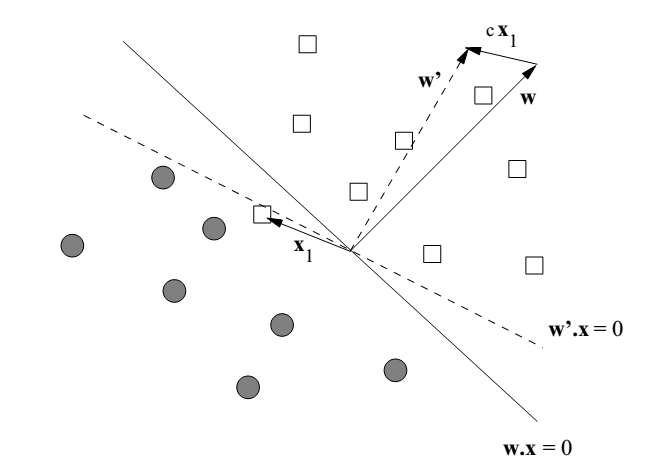 c x1
w'
w
x1
w'.x = 0
w.x = 0